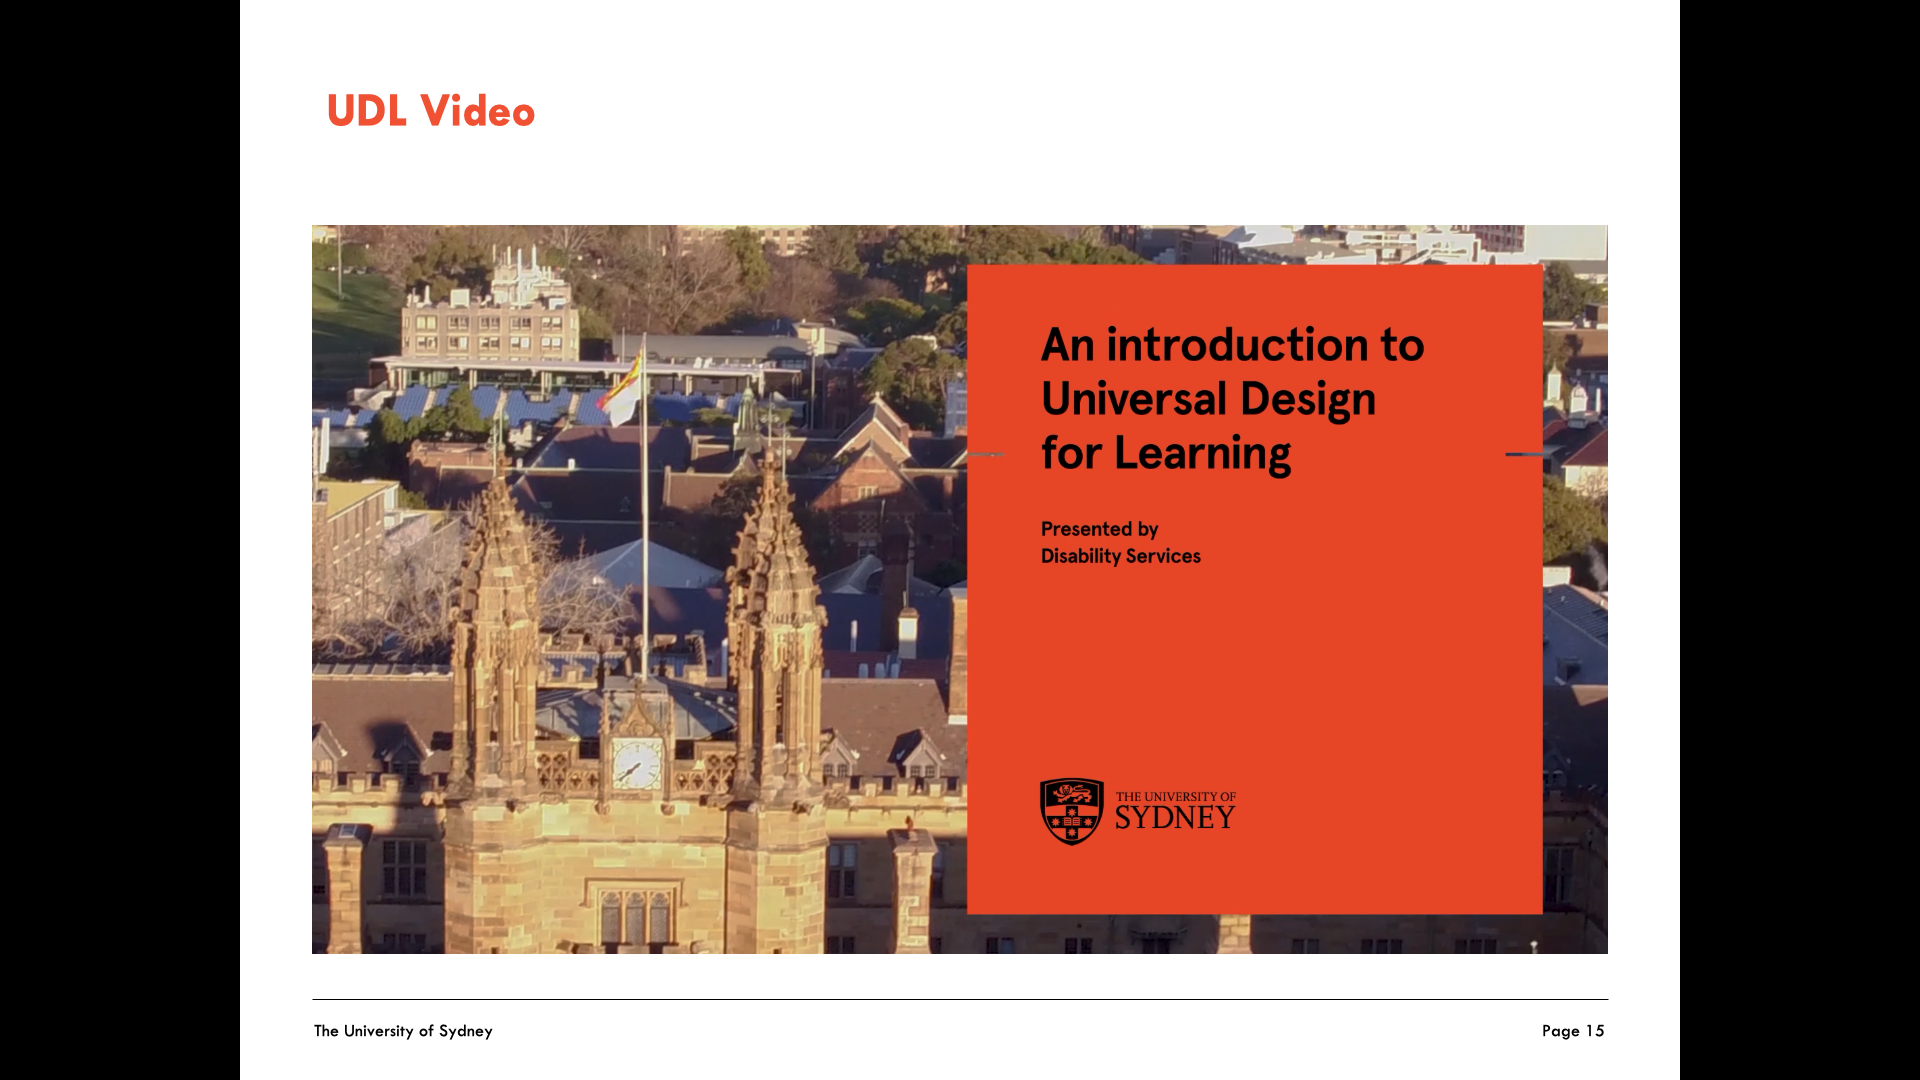 UDL Video
An introduction to
Universal Design
for Learning
Presented by
Disability Services
THE UNIVERSITY OF
SYDNEY
The University of Sydney
Page 15